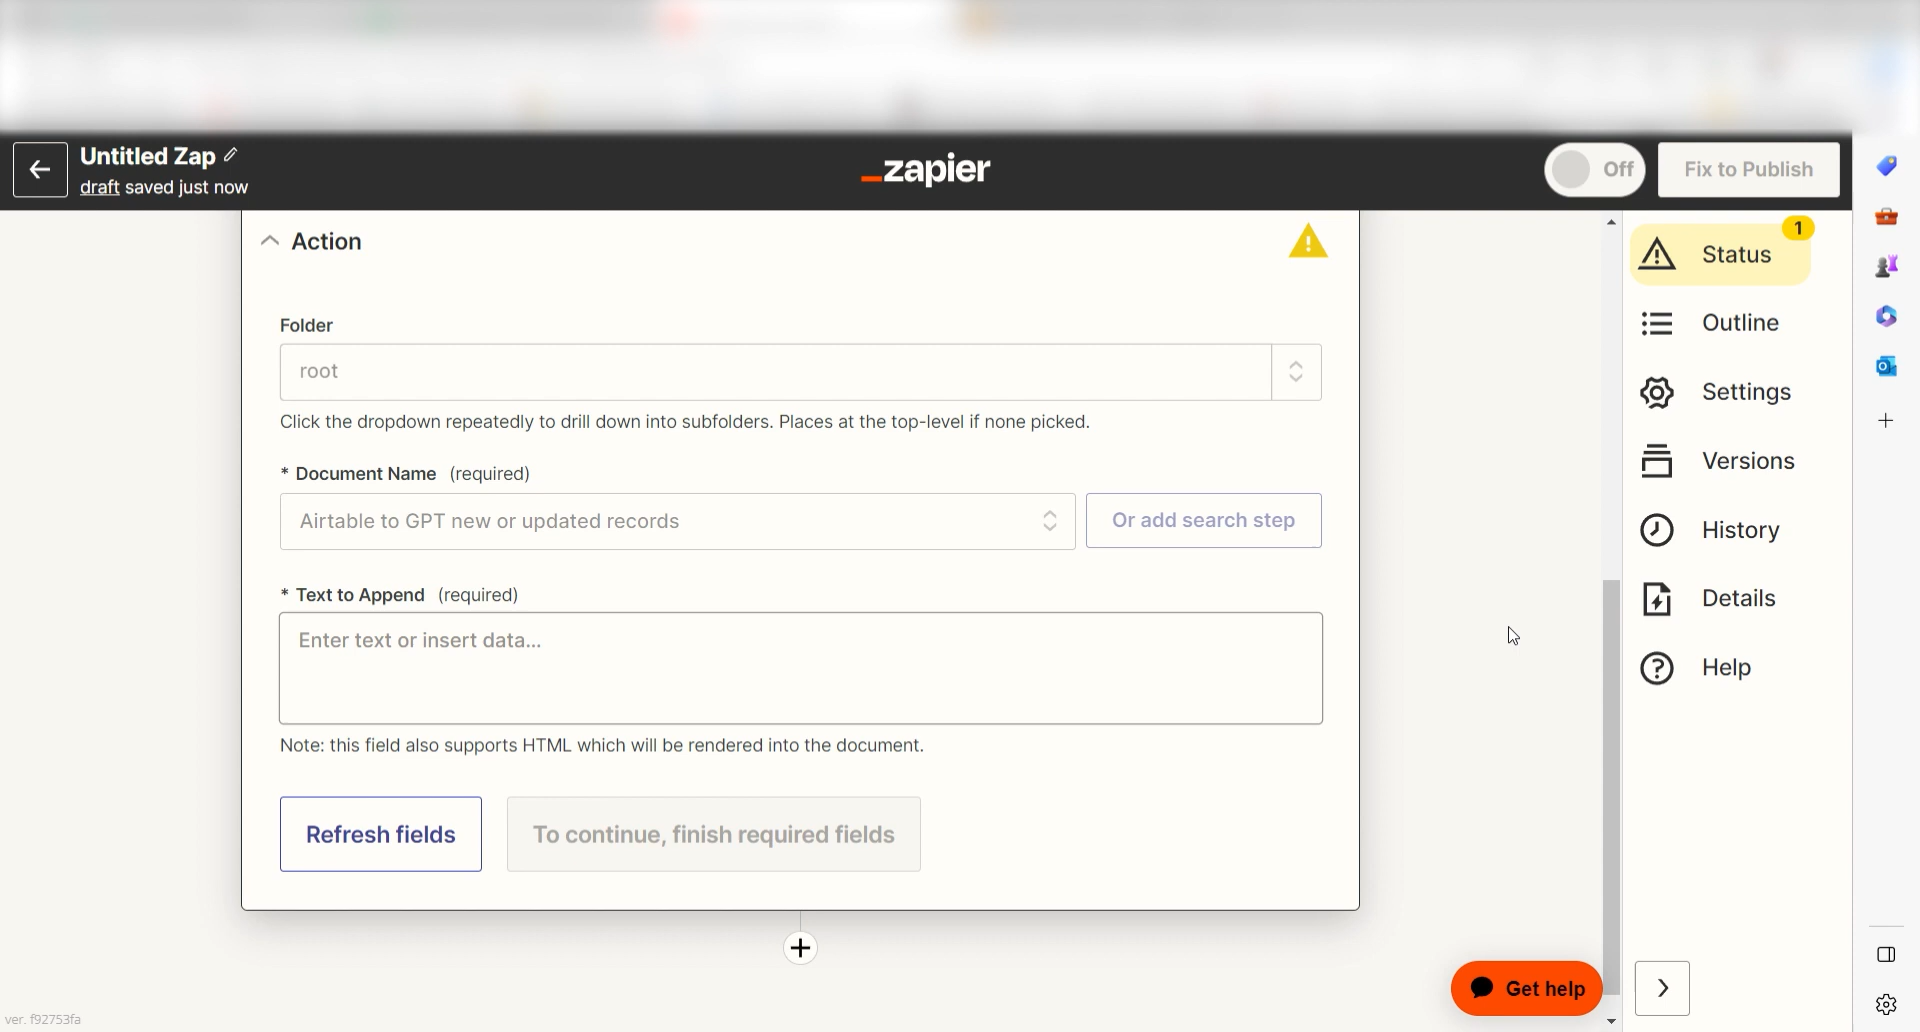 Untitled Zap
draft saved just now
zapier
Off
Fix to Publish
Action
1
Status
Outline
Settings
Versions
History
Details
Help
Folder
root
Click the dropdown repeatedly to drill down into subfolders. Places at the top-level if none picked.
* Document Name (required)
Airtable to GPT new or updated records
Or add search step
* Text to Append (required)
Enter text or insert data...
Note: this field also supports HTML which will be rendered into the document.
Refresh fields
To continue, finish required fields
Get help
ver. f92753fa